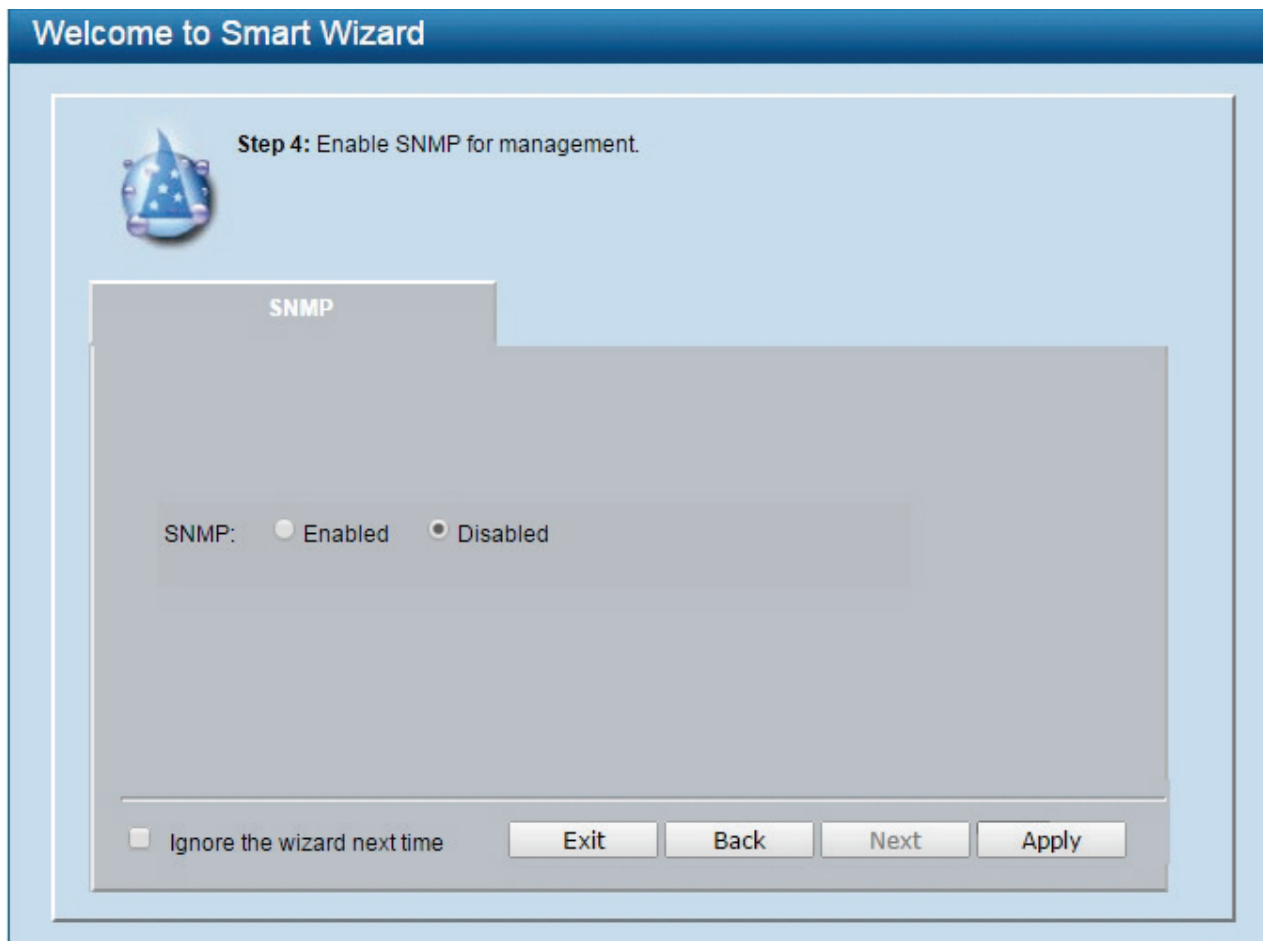 Welcome to Smart Wizard
Step 4: Enable SNMP for management.
SNMP
SNMP: Enabled Disabled
Ignore the wizard next time Exit Back Next Apply